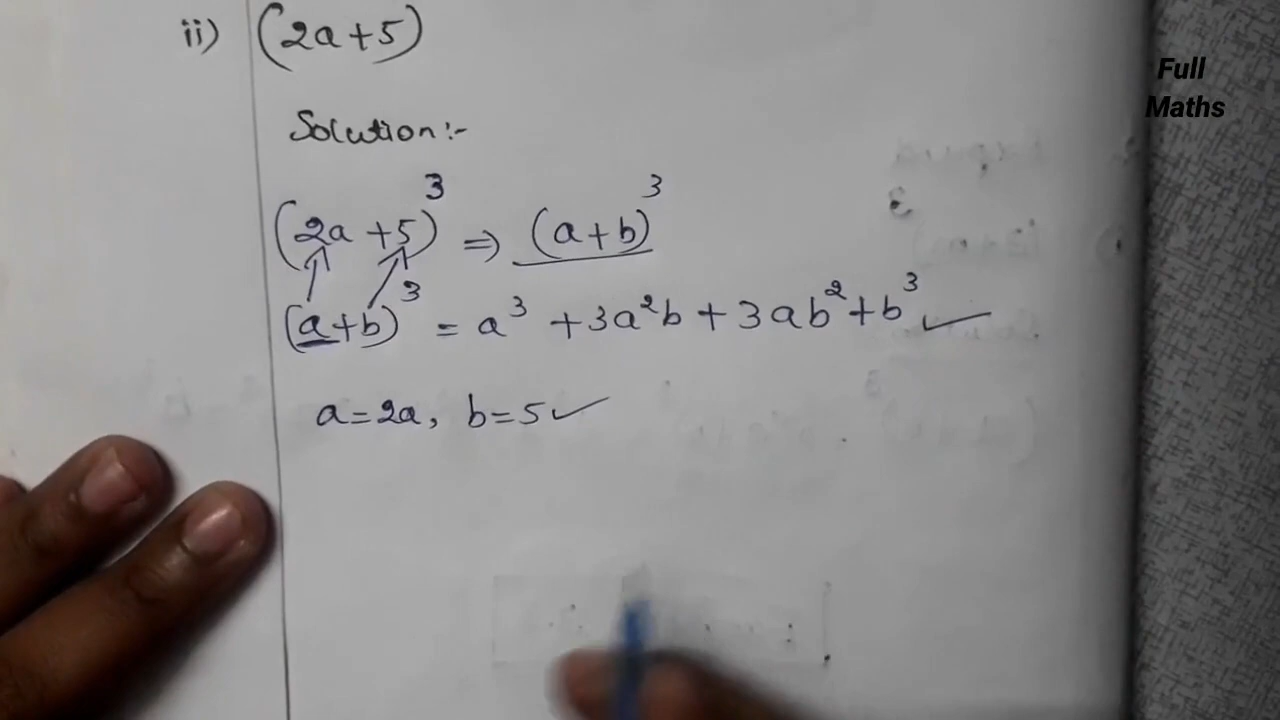 ii) (2a+5)
Full
Maths
Solution:-
(2a+5)³ ⇒ (a+b)³
(a+b)³ = a³ + 3a²b + 3ab² + b³ ✓
a=2a, b=5 ✓